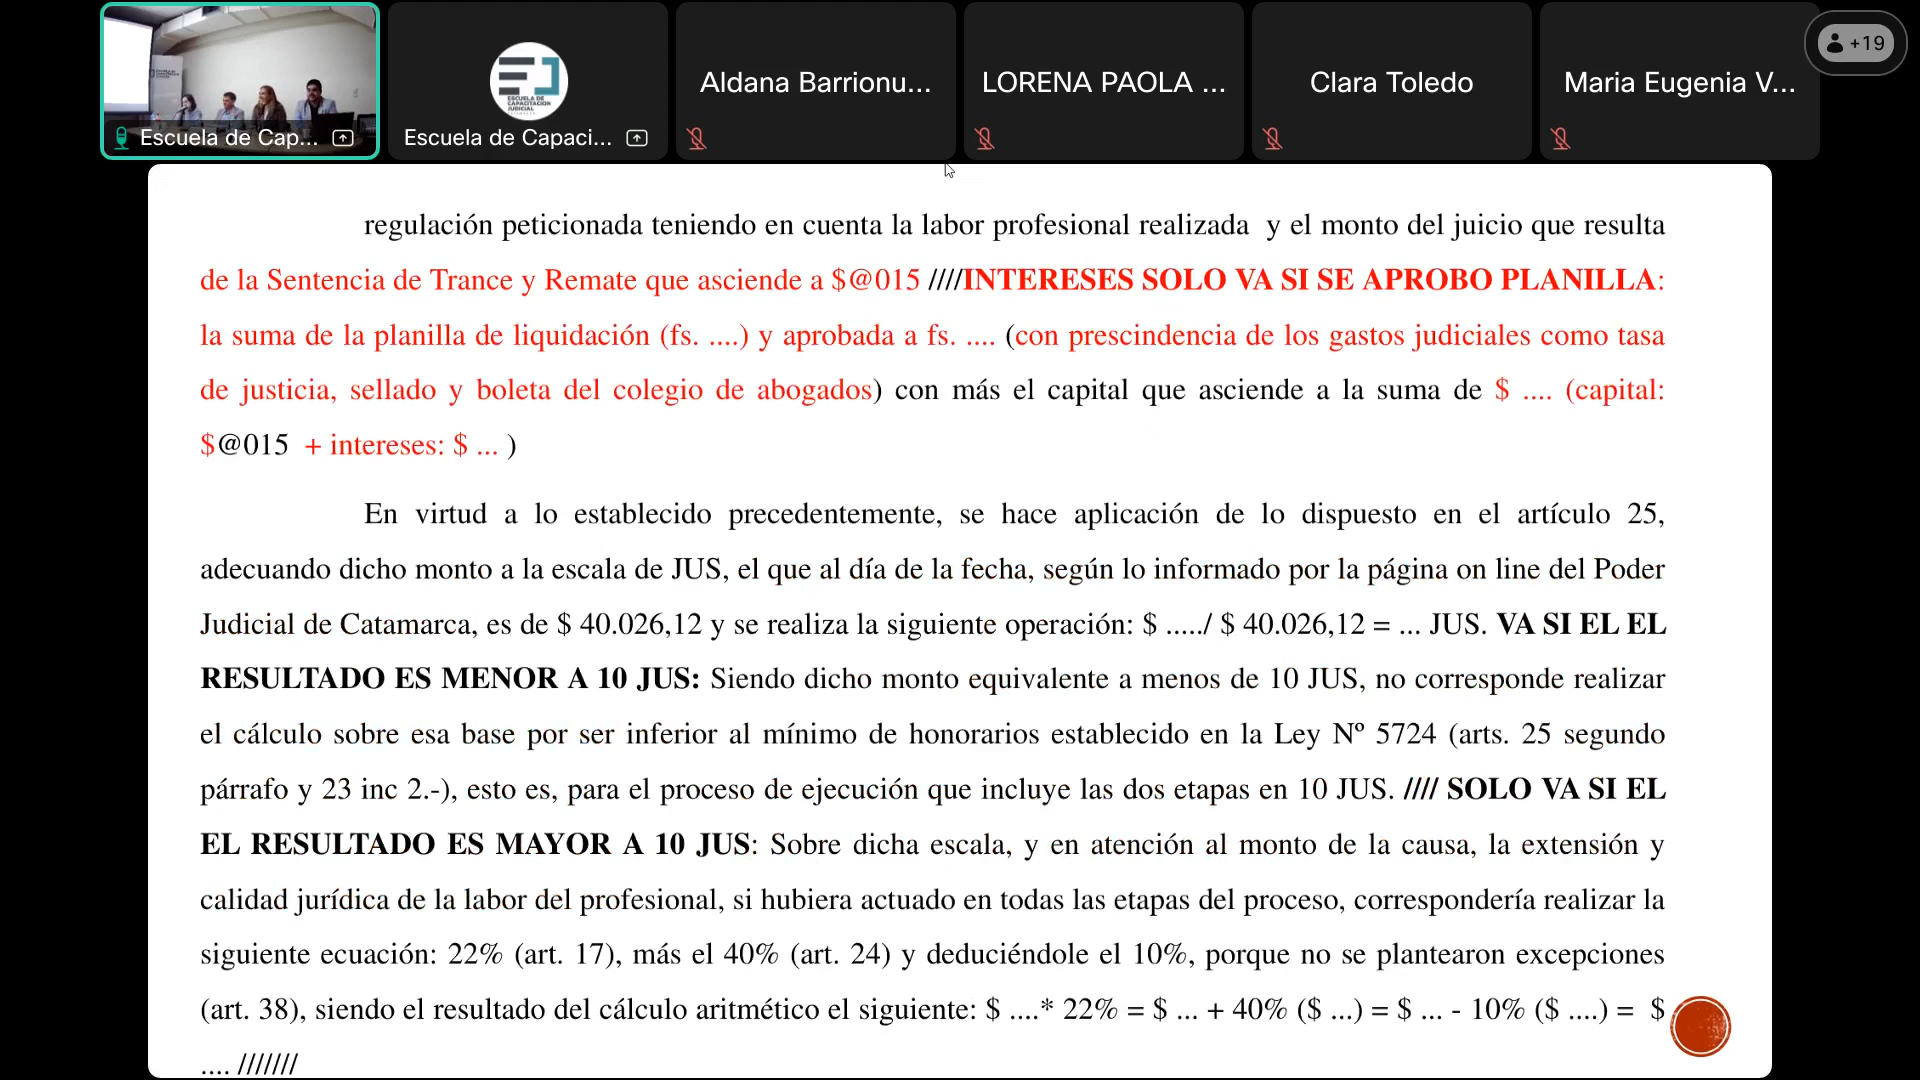 Escuela de Cap...
ESCUELA DE
CAPACITACION
JUDICIAL
Escuela de Capaci...
Aldana Barrionu...
LORENA PAOLA ...
Clara Toledo
Maria Eugenia V...
+19
regulación peticionada teniendo en cuenta la labor profesional realizada y el monto del juicio que resulta
de la Sentencia de Trance y Remate que asciende a $@015 ////INTERESES SOLO VA SI SE APROBO PLANILLA:
la suma de la planilla de liquidación (fs. ....) y aprobada a fs. .... (con prescindencia de los gastos judiciales como tasa
de justicia, sellado y boleta del colegio de abogados) con más el capital que asciende a la suma de $ .... (capital:
$@015 + intereses: $ ... )
En virtud a lo establecido precedentemente, se hace aplicación de lo dispuesto en el artículo 25,
adecuando dicho monto a la escala de JUS, el que al día de la fecha, según lo informado por la página on line del Poder
Judicial de Catamarca, es de $ 40.026,12 y se realiza la siguiente operación: $ ...../ $ 40.026,12 = ... JUS. VA SI EL EL
RESULTADO ES MENOR A 10 JUS: Siendo dicho monto equivalente a menos de 10 JUS, no corresponde realizar
el cálculo sobre esa base por ser inferior al mínimo de honorarios establecido en la Ley Nº 5724 (arts. 25 segundo
párrafo y 23 inc 2.-), esto es, para el proceso de ejecución que incluye las dos etapas en 10 JUS. //// SOLO VA SI EL
EL RESULTADO ES MAYOR A 10 JUS: Sobre dicha escala, y en atención al monto de la causa, la extensión y
calidad jurídica de la labor del profesional, si hubiera actuado en todas las etapas del proceso, correspondería realizar la
siguiente ecuación: 22% (art. 17), más el 40% (art. 24) y deduciéndole el 10%, porque no se plantearon excepciones
(art. 38), siendo el resultado del cálculo aritmético el siguiente: $ ....* 22% = $ ... + 40% ($ ...) = $ ... - 10% ($ ....) = $
.... ///////